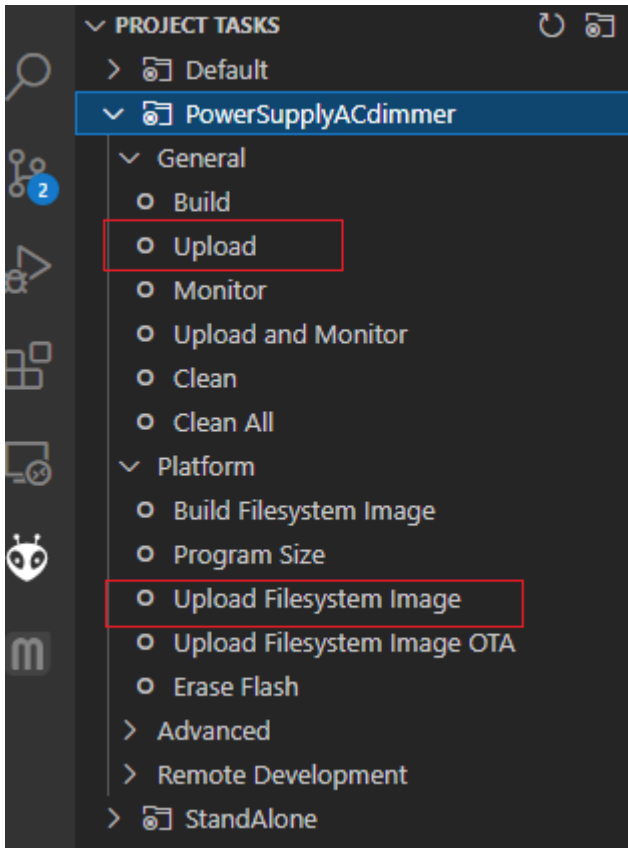 PROJECT TASKS
Default
PowerSupplyACdimmer
General
2
Build
Upload
Monitor
Upload and Monitor
Clean
Clean All
Platform
Build Filesystem Image
Program Size
Upload Filesystem Image
Upload Filesystem Image OTA
m
Erase Flash
Advanced
Remote Development
StandAlone